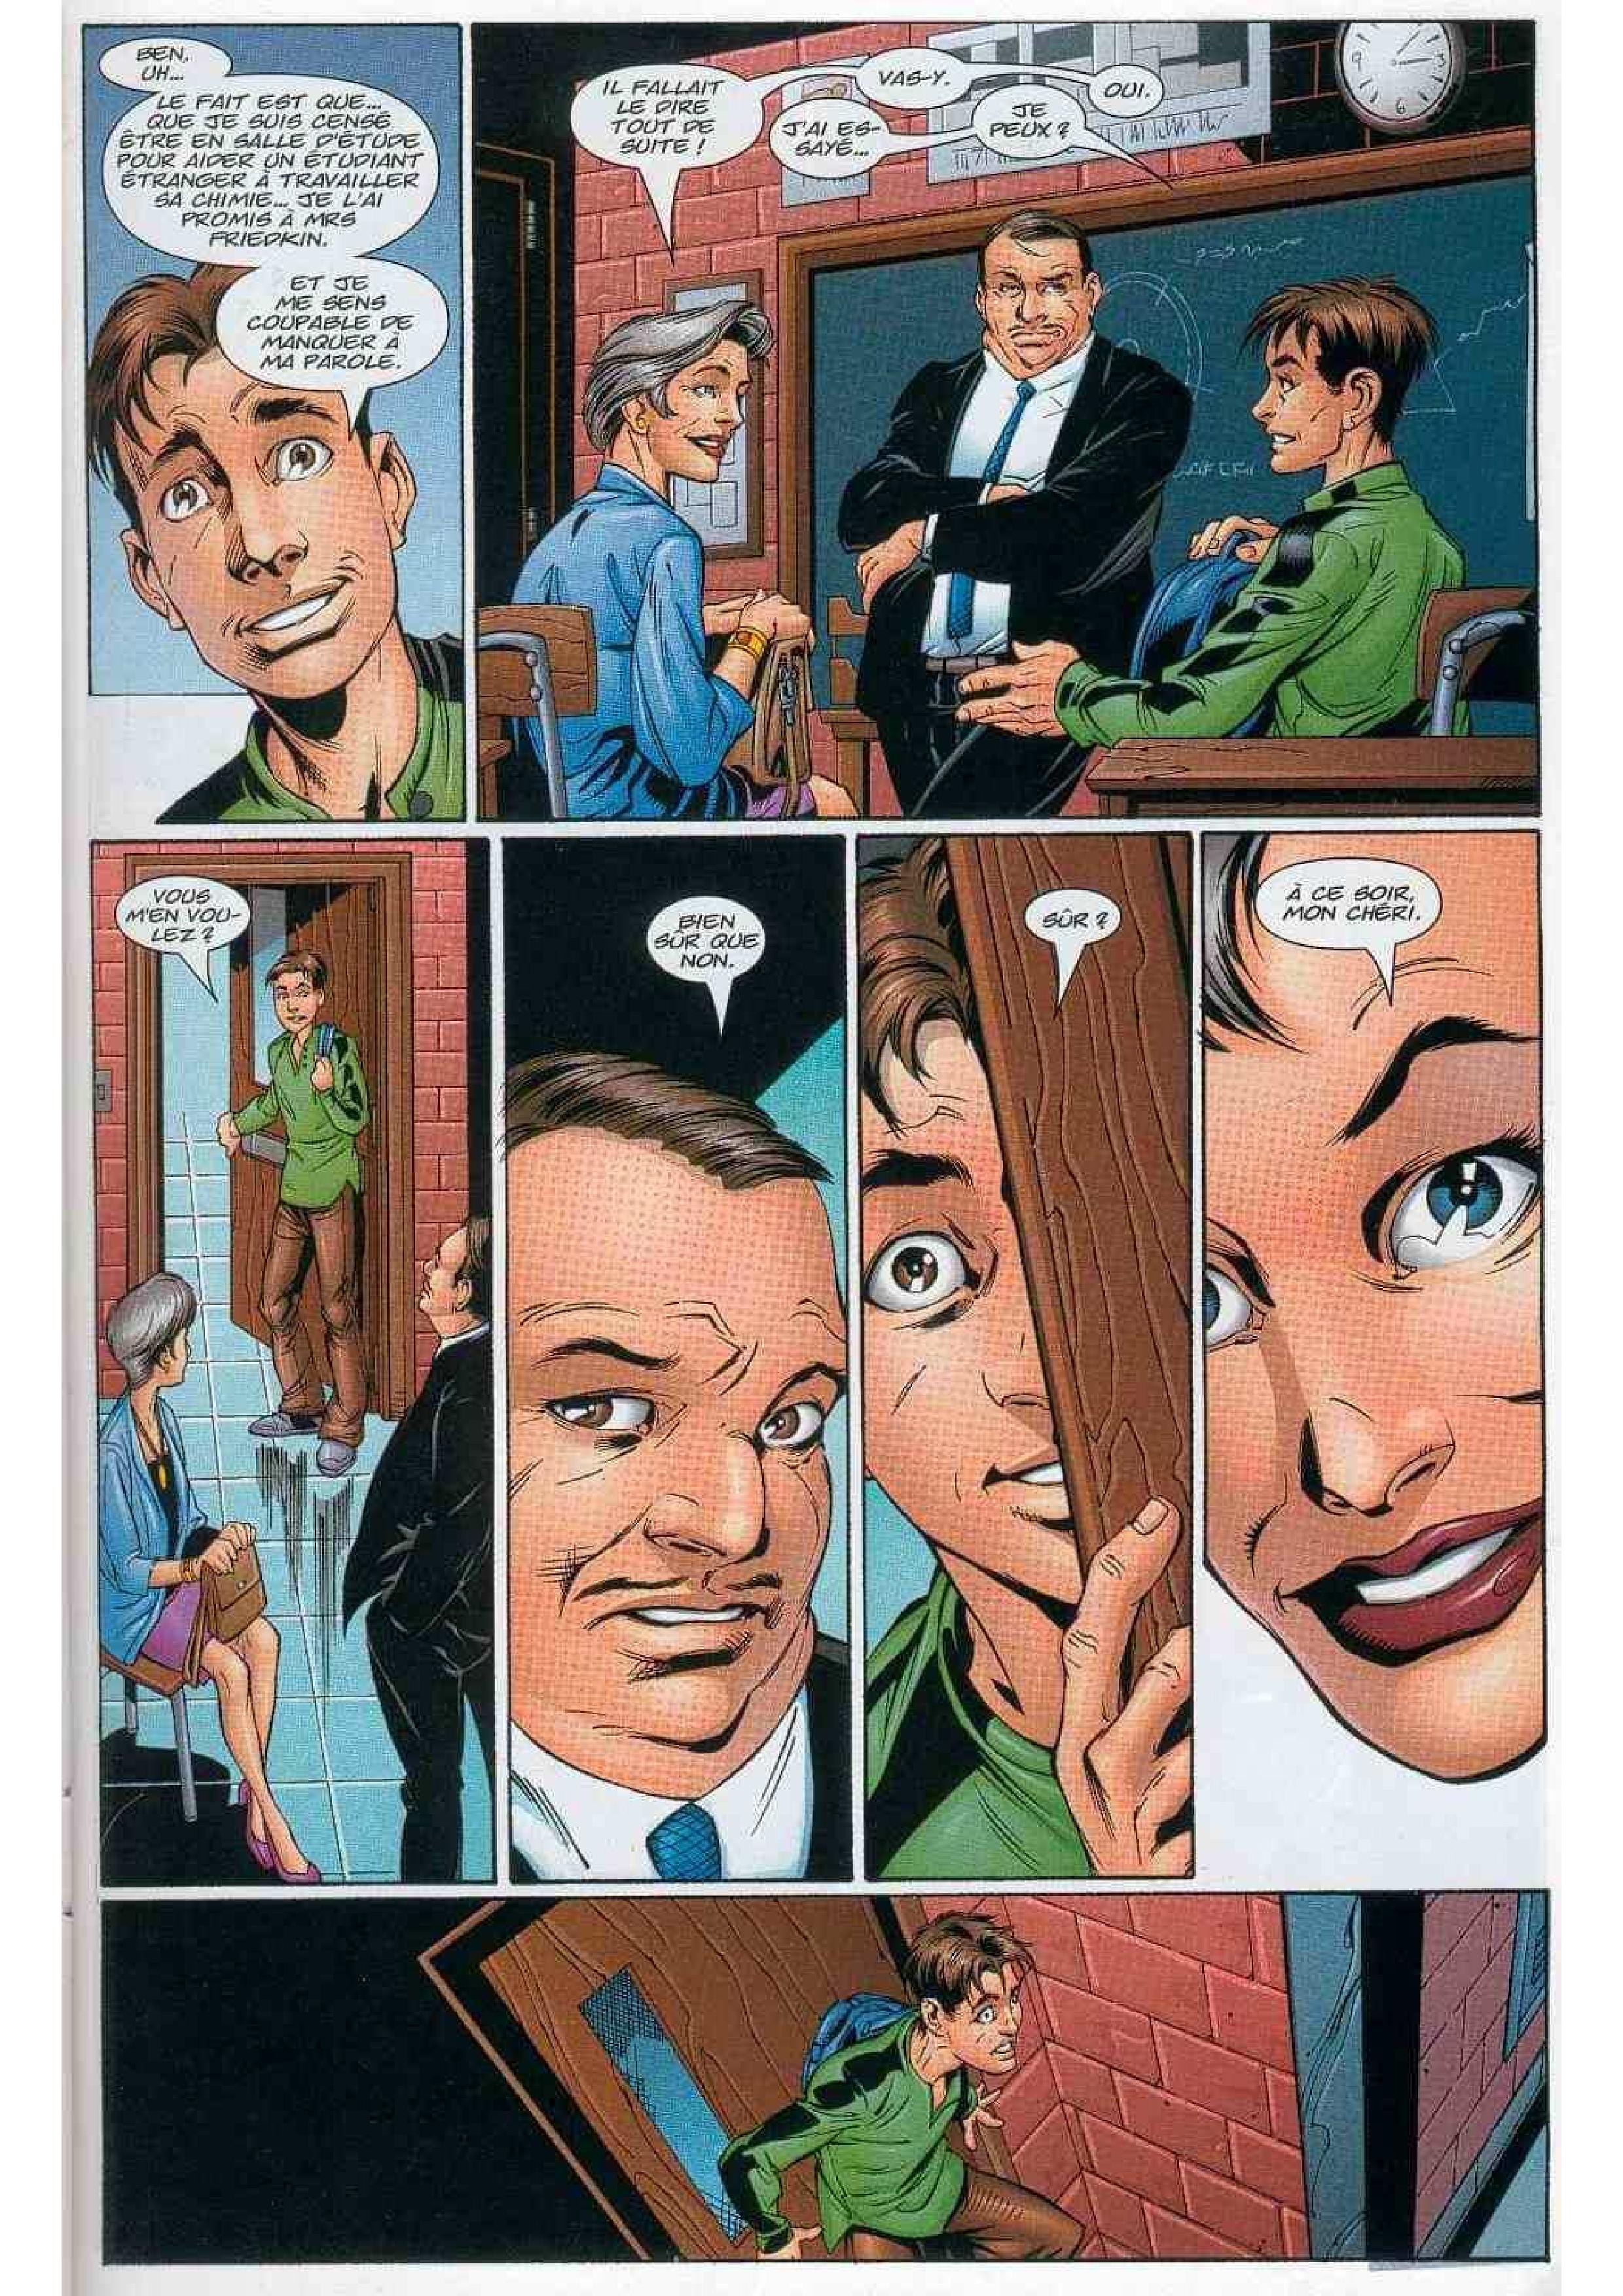 BEN,
UH...
LE FAIT EST QUE...
QUE JE SUIS CENSÉ
ÊTRE EN SALLE D'ÉTUDE
POUR AIDER UN ÉTUDIANT
ÉTRANGER À TRAVAILLER
SA CHIMIE... JE L'AI
PROMIS À MRS
FRIEDKIN.
ET JE
ME SENS
COUPABLE DE
MANQUER À
MA PAROLE.
IL FALLAIT
LE DIRE
TOUT DE
SUITE !
J'AI ES-
SAYÉ...
VAS-Y.
JE
PEUX ?
OUI.
9
3
6
VOUS
M'EN VOU-
LEZ ?
BIEN
SÛR QUE
NON.
SÛR ?
À CE SOIR,
MON CHÉRI.